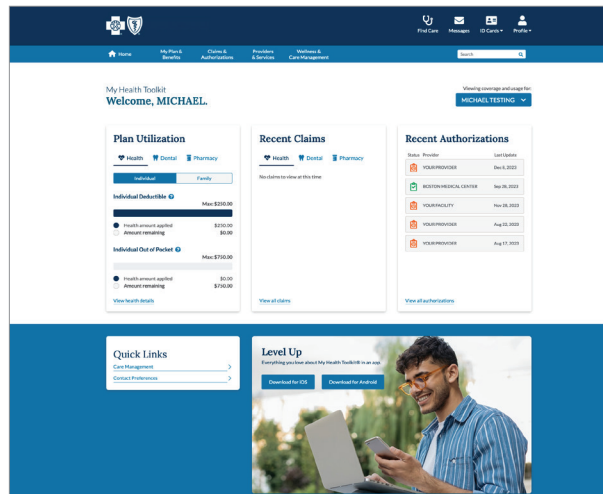 Find Care Messages ID Cards Profile
Home My Plan & Benefits Claims & Authorizations Providers & Services Wellness & Care Management Search
My Health Toolkit
Welcome, MICHAEL.
Viewing coverage and usage for:
MICHAEL TESTING
Plan Utilization
Health Dental Pharmacy
Individual Family
Individual Deductible
Max: $250.00
Health amount applied $250.00
Amount remaining $0.00
Individual Out of Pocket
Max: $750.00
Health amount applied $0.00
Amount remaining $750.00
View health details
Recent Claims
Health Dental Pharmacy
No claims to view at this time
View all claims
Recent Authorizations
Status Provider Last Update
YOUR PROVIDER Dec 5, 2023
BOSTON MEDICAL CENTER Sep 20, 2023
YOUR FACILITY Nov 28, 2023
YOUR PROVIDER Aug 23, 2023
YOUR PROVIDER Aug 17, 2023
View all authorizations
Quick Links
Care Management
Contact Preferences
Level Up
Everything you love about My Health Toolkit® in an app
Download for iOS Download for Android